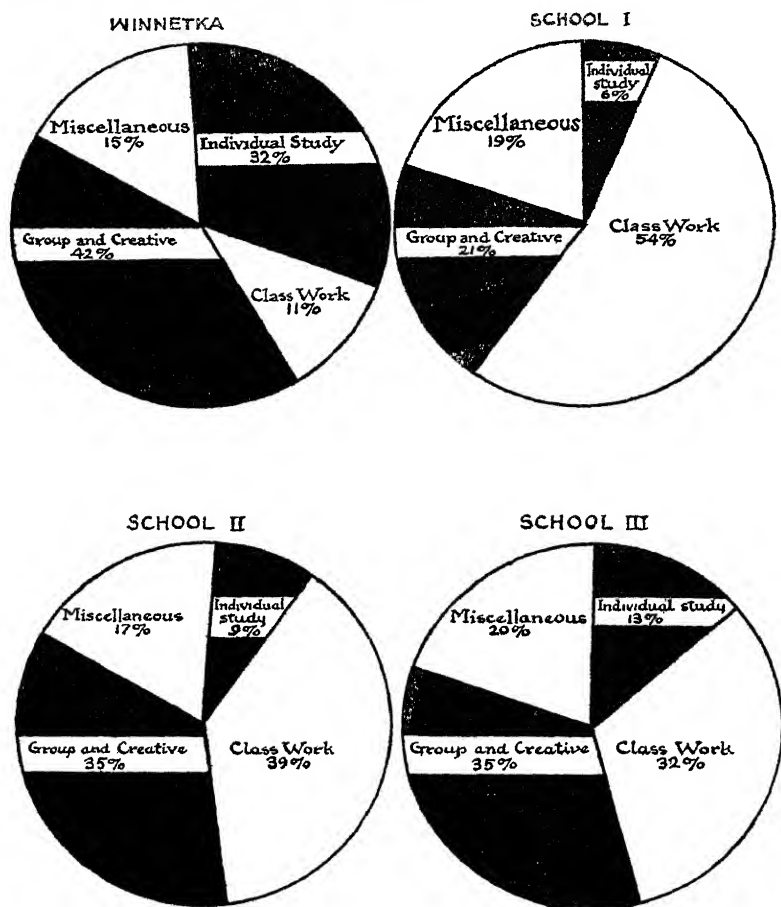 WINNETKA
Miscellaneous
15%
Individual Study
32%
Group and Creative
42%
Class Work
11%
SCHOOL I
Individual
study
6%
Miscellaneous
19%
Class Work
54%
Group and Creative
21%
SCHOOL II
Miscellaneous
17%
Individual
study
9%
Group and Creative
35%
Class Work
39%
SCHOOL III
Individual study
13%
Miscellaneous
20%
Group and Creative
35%
Class Work
32%